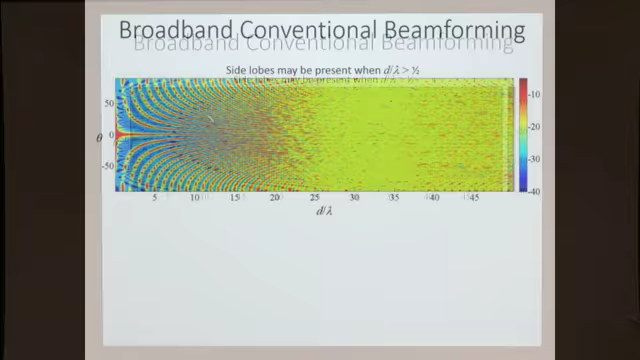 Broadband Conventional Beamforming
Side lobes may be present when d/λ > ½
50
0
-50
θ
-10
-20
-30
-40
5 10 15 20 25 30 35 40 45
d/λ